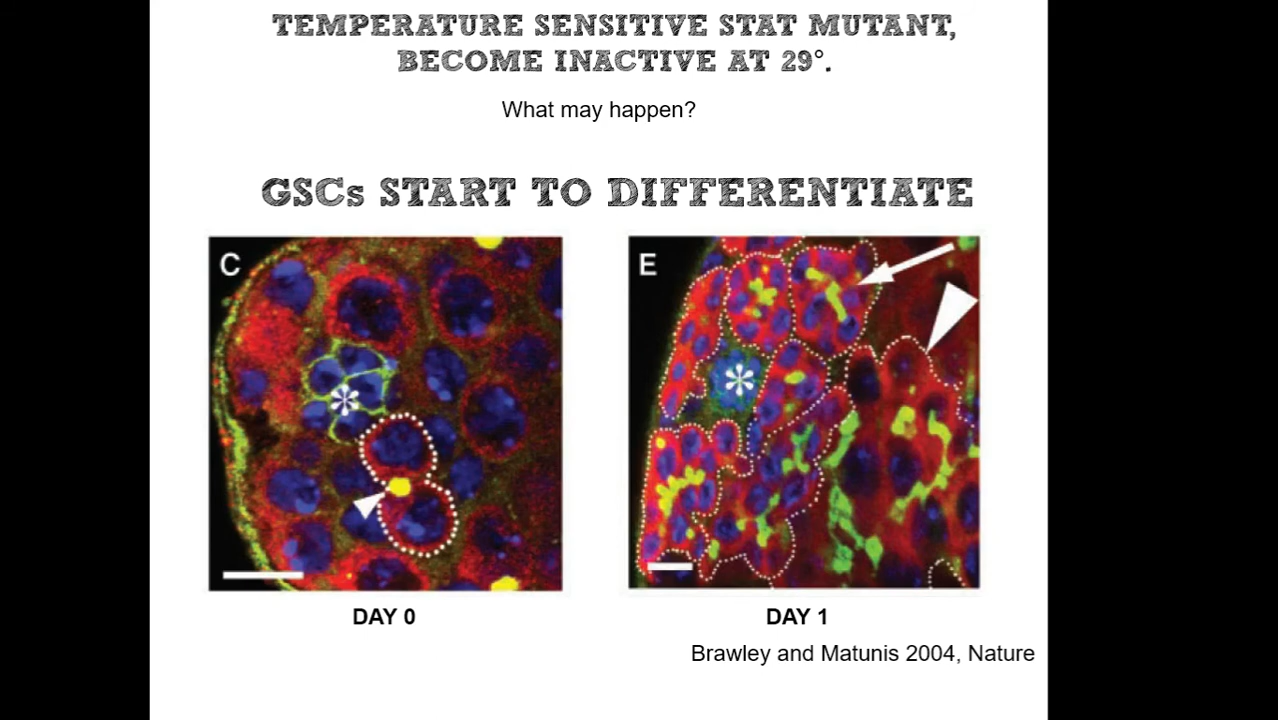 TEMPERATURE SENSITIVE STAT MUTANT,
BECOME INACTIVE AT 29°.
What may happen?
GSCs START TO DIFFERENTIATE
C
E
DAY 0
DAY 1
Brawley and Matunis 2004, Nature